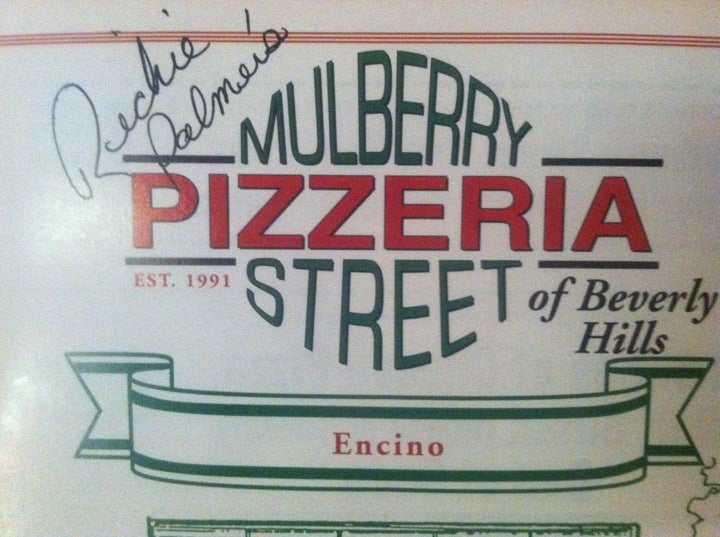 Richie
Palmer's
MULBERRY
PIZZERIA
EST. 1991
STREET
of Beverly
Hills
Encino